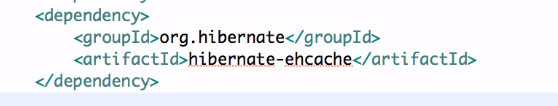 <dependency>
<groupId>org.hibernate</groupId>
<artifactId>hibernate-ehcache</artifactId>
</dependency>